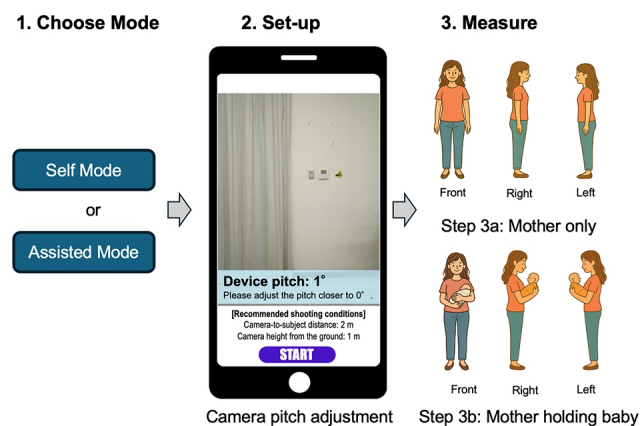 1. Choose Mode
Self Mode
or
Assisted Mode
2. Set-up
Device pitch: 1°
Please adjust the pitch closer to 0° .
[Recommended shooting conditions]
Camera-to-subject distance: 2 m
Camera height from the ground: 1 m
START
Camera pitch adjustment
3. Measure
Front
Right
Left
Step 3a: Mother only
Front
Right
Left
Step 3b: Mother holding baby